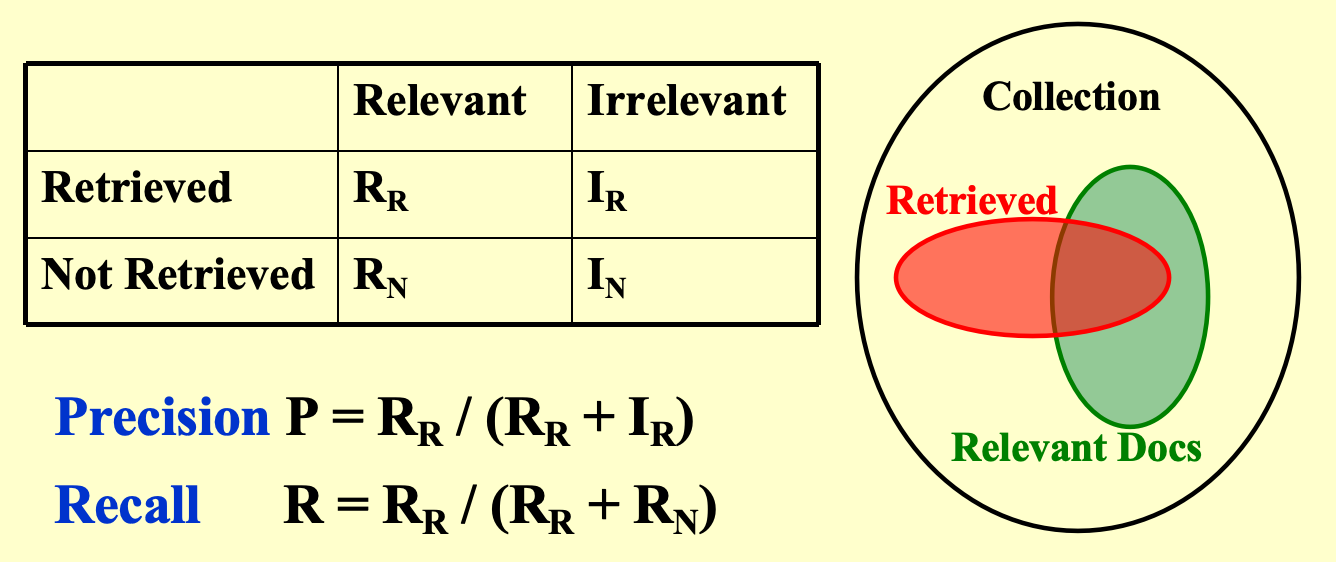 Relevant Irrelevant
Retrieved R_R I_R
Not Retrieved R_N I_N
Precision P = R_R / (R_R + I_R)
Recall R = R_R / (R_R + R_N)
Collection
Retrieved
Relevant Docs